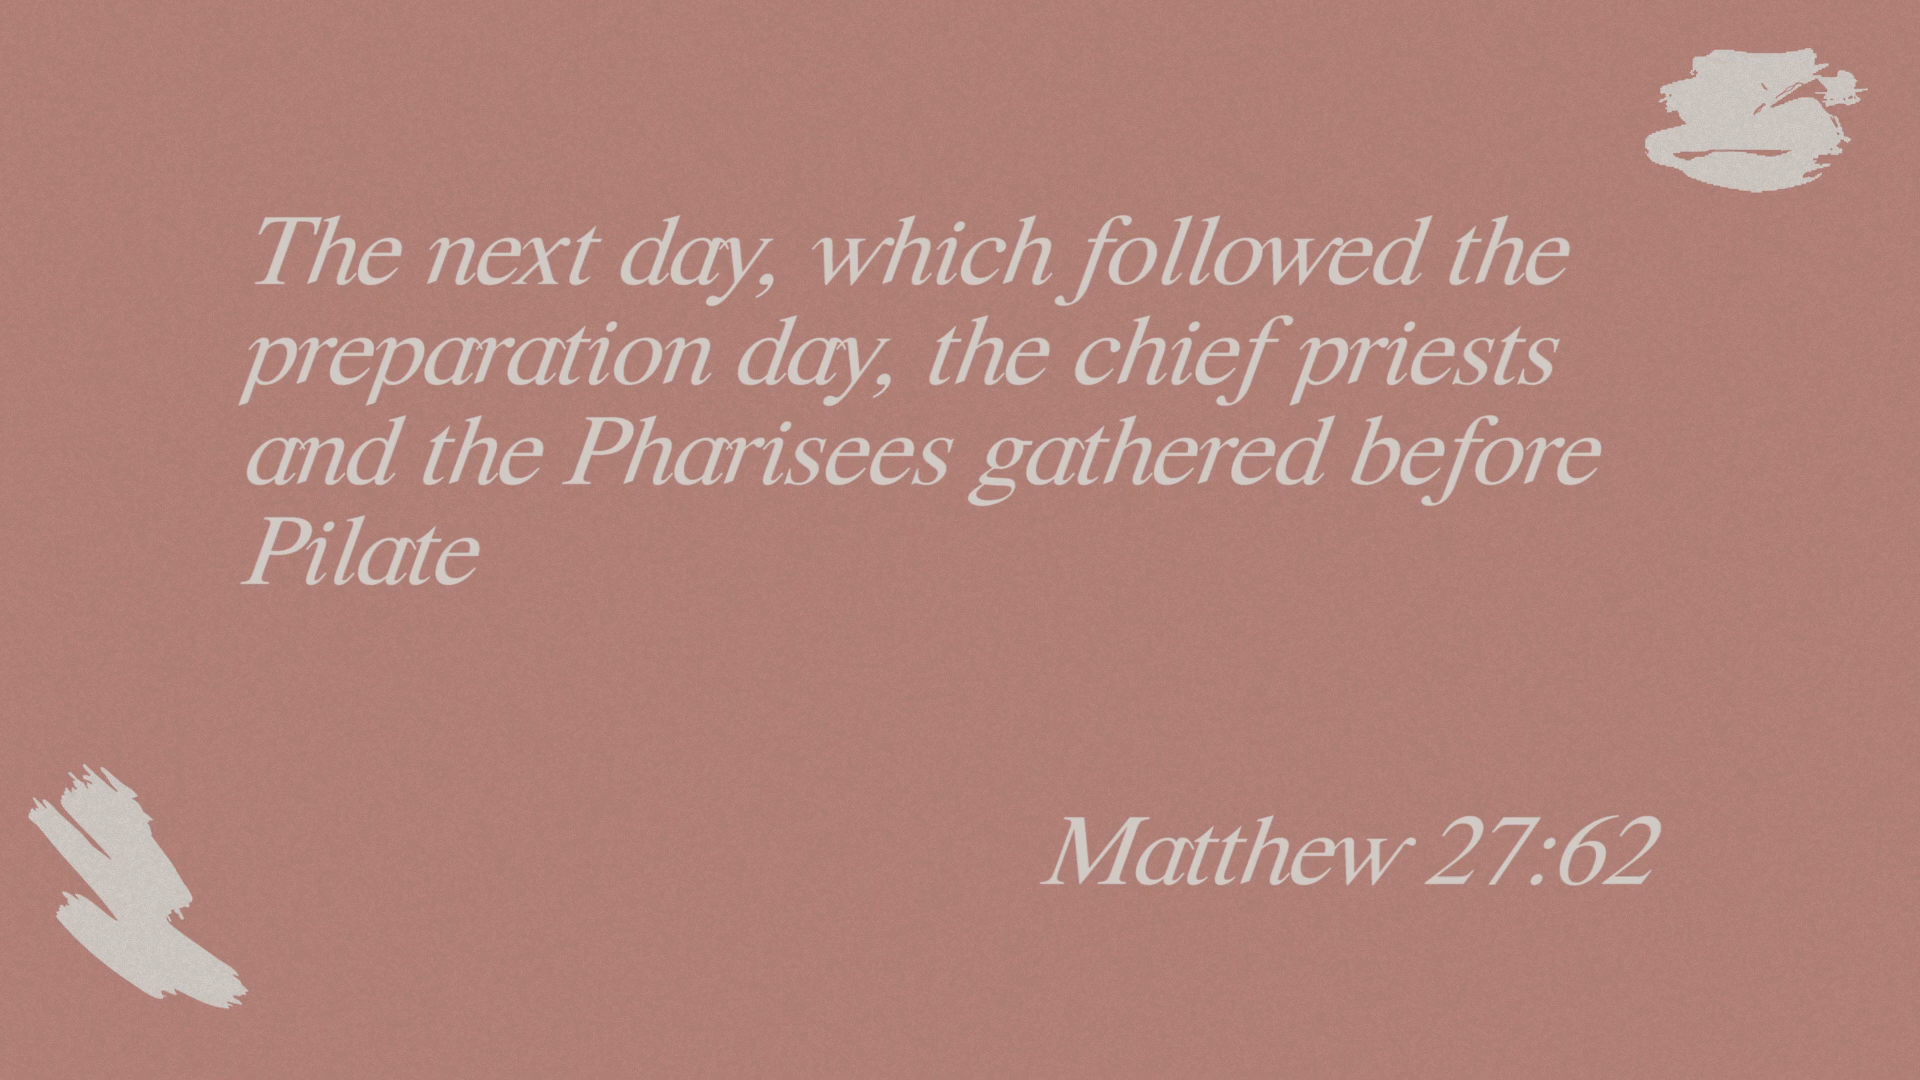 The next day, which followed the
preparation day, the chief priests
and the Pharisees gathered before
Pilate
Matthew 27:62